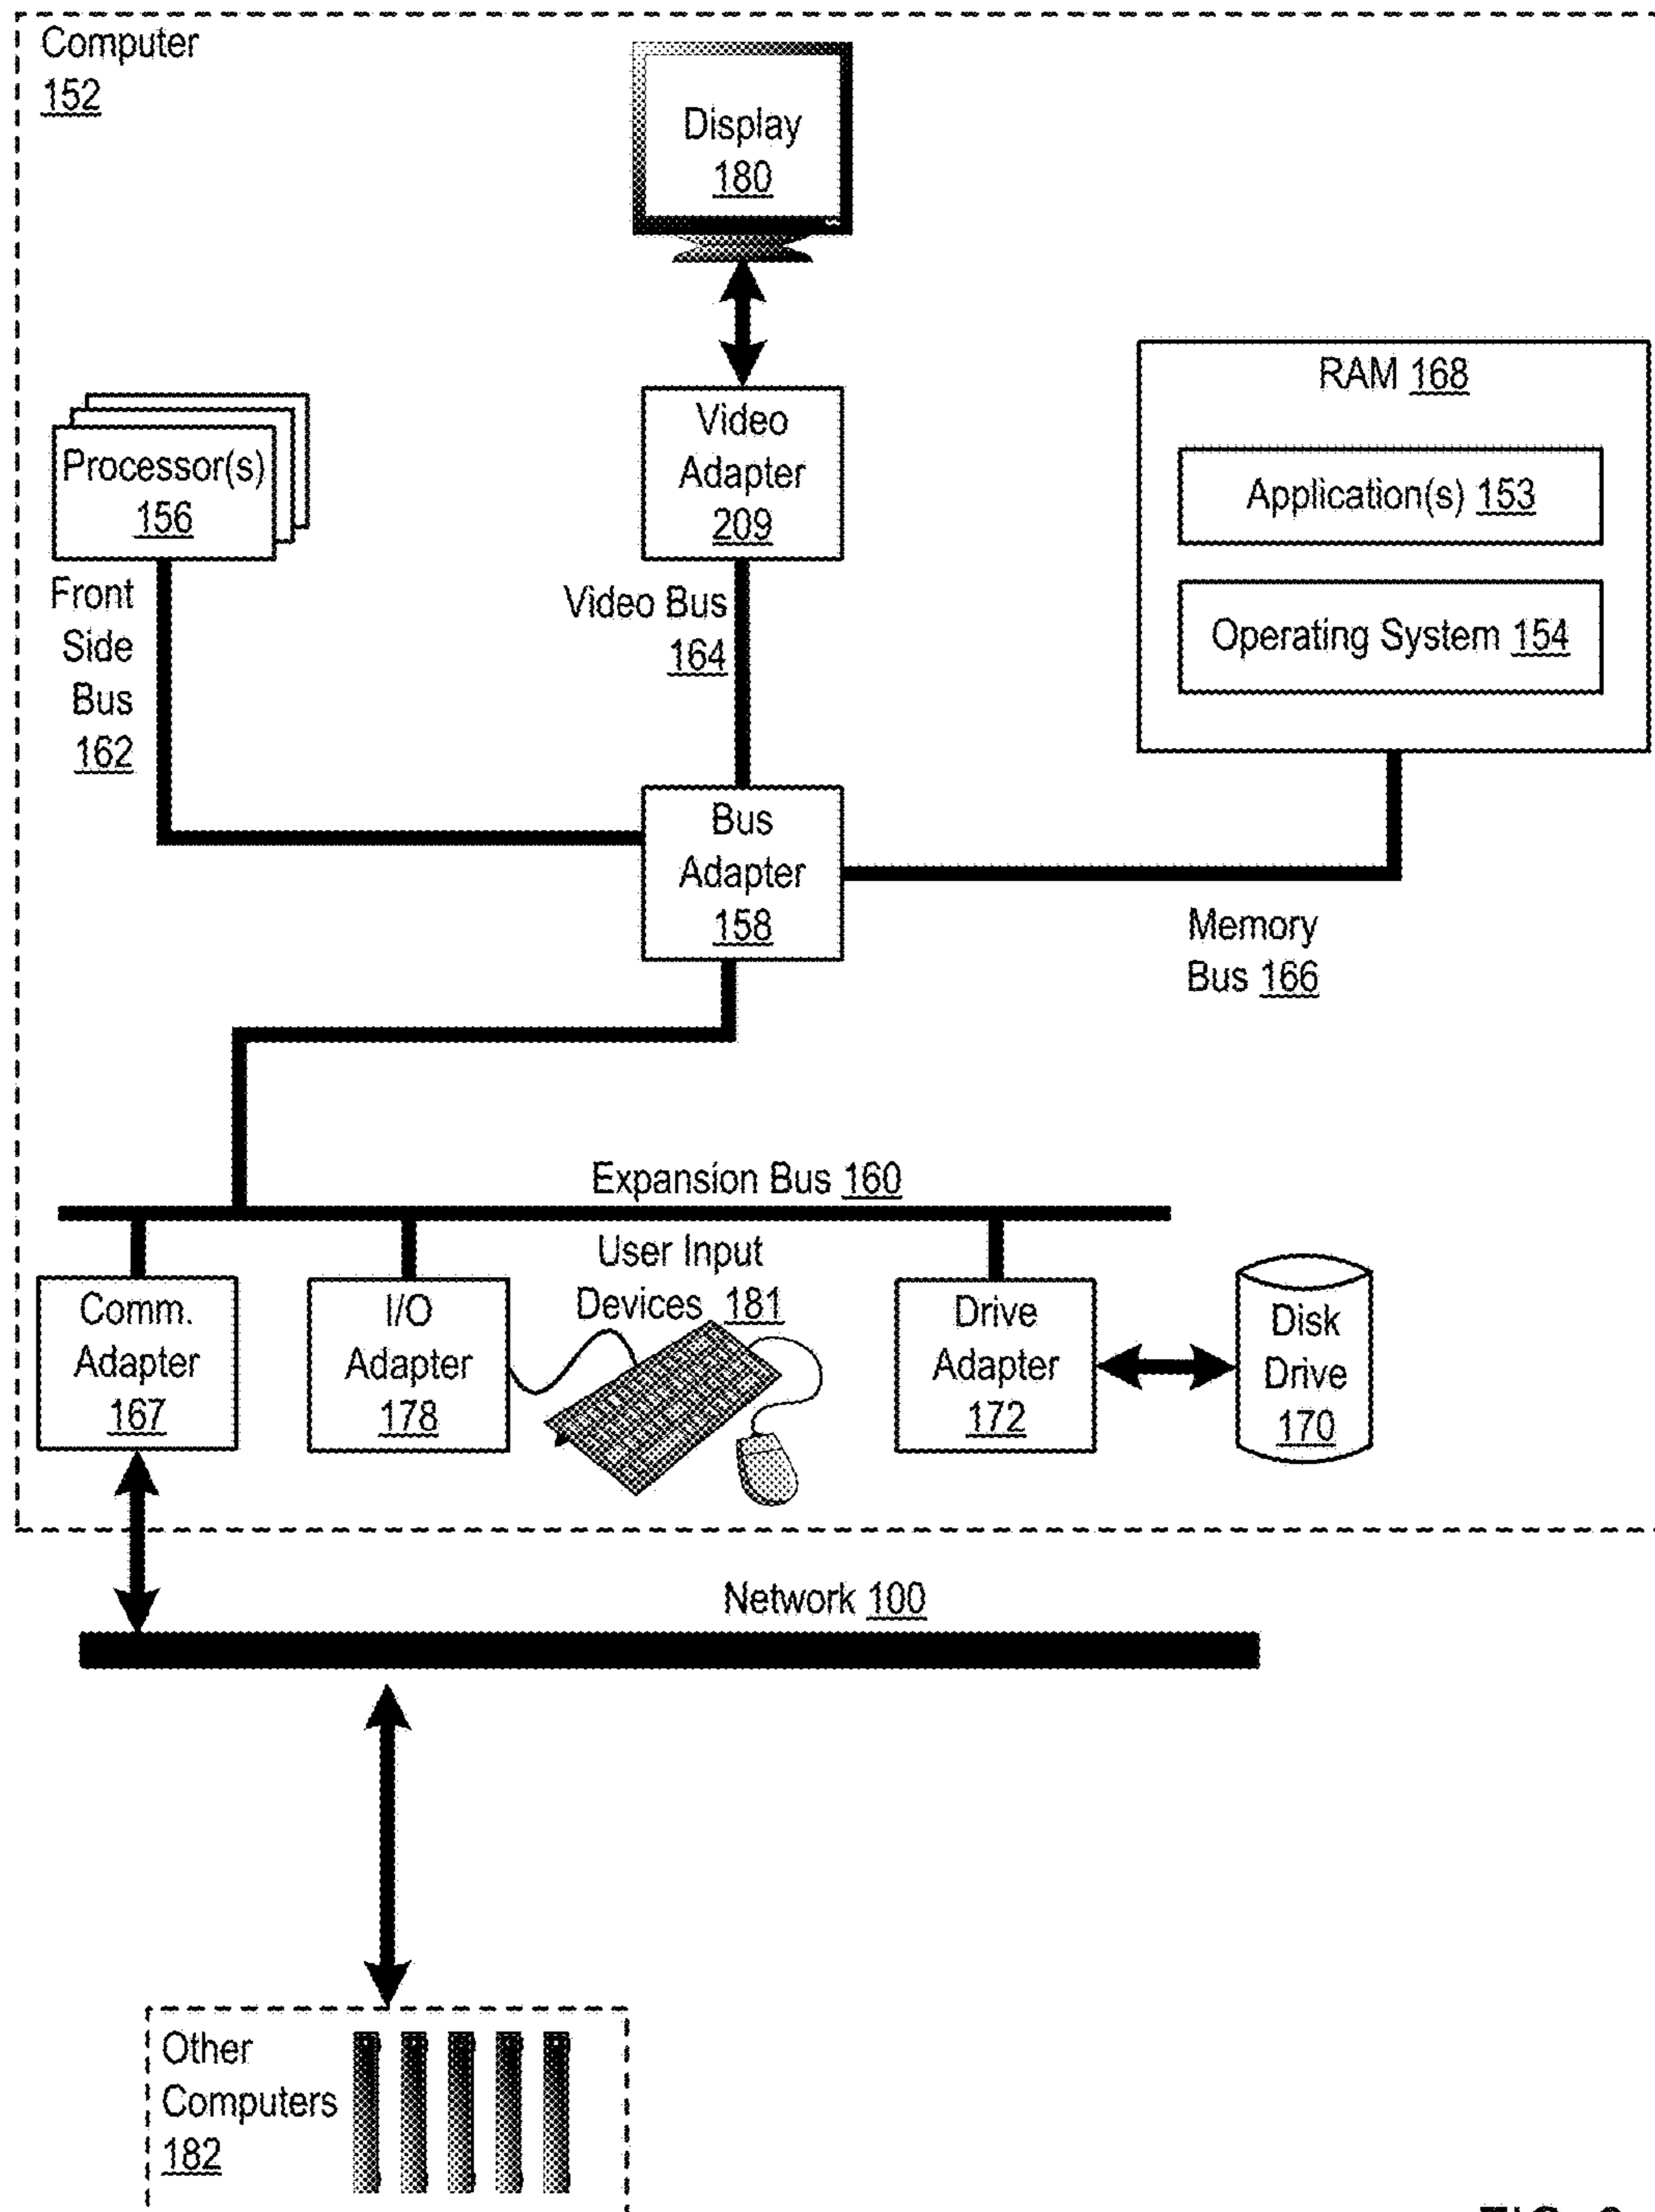 Computer
152
Display
180
Processor(s)
156
Video
Adapter
209
RAM 168
Application(s) 153
Operating System 154
Front
Side
Bus
162
Video Bus
164
Bus
Adapter
158
Memory
Bus 166
Expansion Bus 160
Comm.
Adapter
167
I/O
Adapter
178
User Input
Devices 181
Drive
Adapter
172
Disk
Drive
170
Network 100
Other
Computers
182